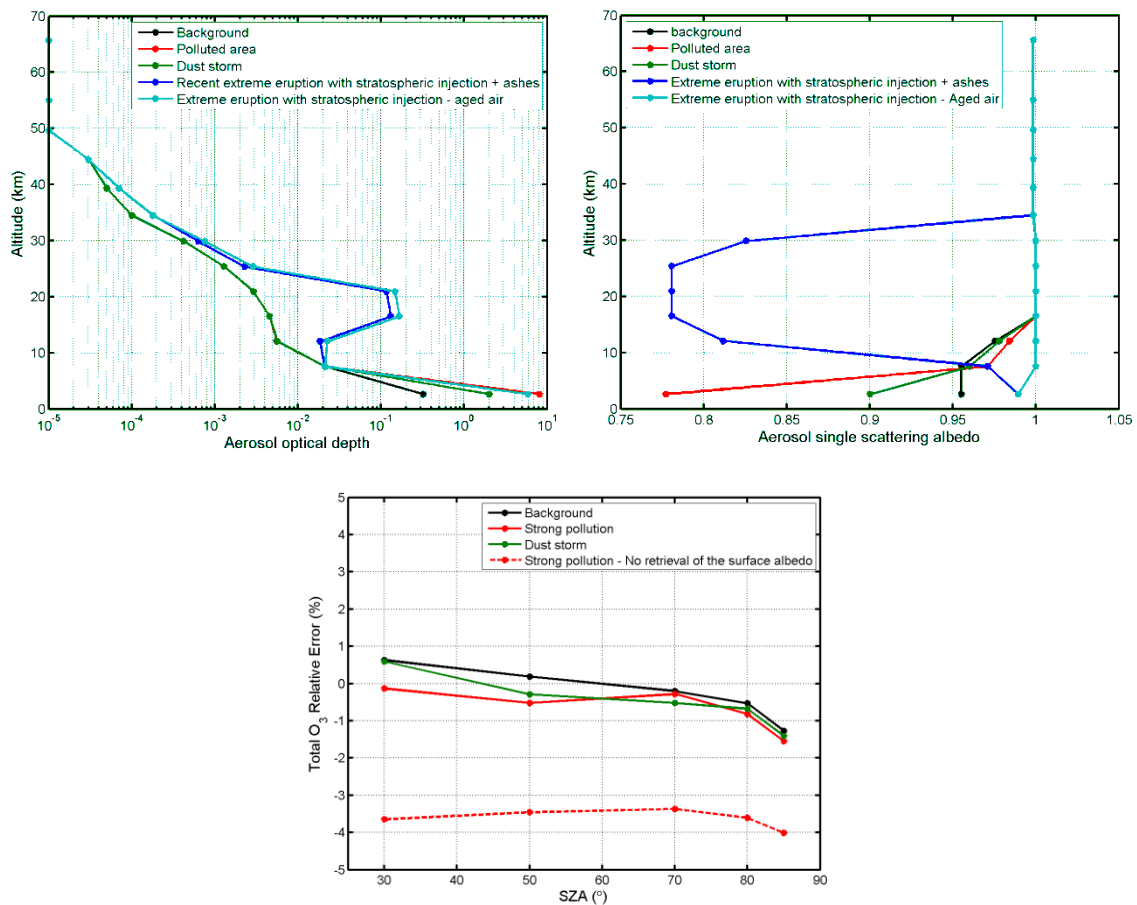 70
60
50
40
30
20
10
0
Altitude (km)
Background
Polluted area
Dust storm
Recent extreme eruption with stratospheric injection + ashes
Extreme eruption with stratospheric injection - aged air
10-5 10-4 10-3 10-2 10-1 100 101
Aerosol optical depth
70
60
50
40
30
20
10
0
Altitude (km)
background
Polluted area
Dust storm
Extreme eruption with stratospheric injection + ashes
Extreme eruption with stratospheric injection - Aged air
0.75 0.8 0.85 0.9 0.95 1 1.05
Aerosol single scattering albedo
5
4
3
2
1
0
-1
-2
-3
-4
-5
Total O3 Relative Error (%)
Background
Strong pollution
Dust storm
Strong pollution - No retrieval of the surface albedo
30 40 50 60 70 80 90
SZA (°)